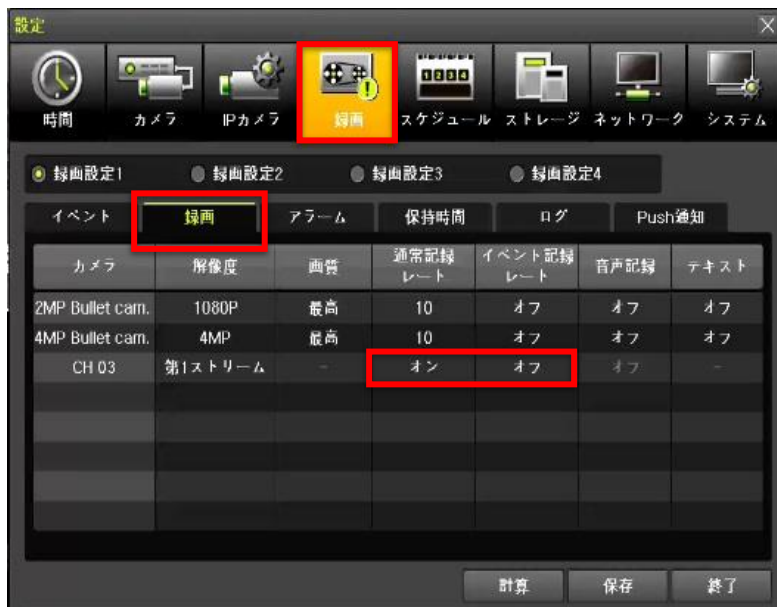 設定
時間 カメラ IPカメラ 録画 スケジュール ストレージ ネットワーク システム
録画設定1 録画設定2 録画設定3 録画設定4
イベント 録画 アラーム 保持時間 ログ Push通知
カメラ 解像度 画質 通常記録レート イベント記録レート 音声記録 テキスト
2MP Bullet cam. 1080P 最高 10 オフ オフ オフ
4MP Bullet cam. 4MP 最高 10 オフ オフ オフ
CH 03 第1ストリーム - オン オフ オフ -
計算 保存 終了